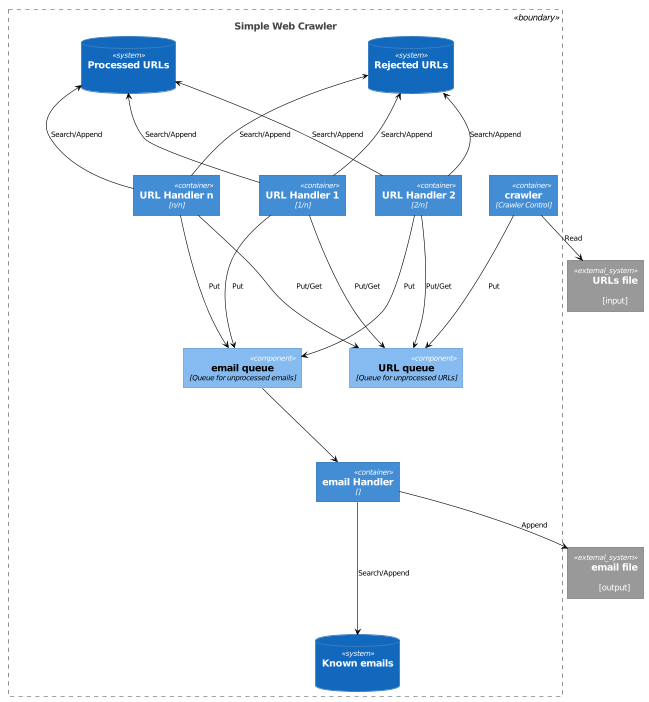 «boundary»
Simple Web Crawler
«system»
Processed URLs
«system»
Rejected URLs
Search/Append
Search/Append
Search/Append
Search/Append
Search/Append
Search/Append
«container»
URL Handler n
[n/n]
«container»
URL Handler 1
[1/n]
«container»
URL Handler 2
[2/n]
«container»
crawler
[Crawler Control]
Read
«external_system»
URLs file
[input]
Put
Put
Put/Get
Put/Get
Put
Put/Get
Put
«component»
email queue
[Queue for unprocessed emails]
«component»
URL queue
[Queue for unprocessed URLs]
«container»
email Handler
[]
Append
«external_system»
email file
[output]
Search/Append
«system»
Known emails